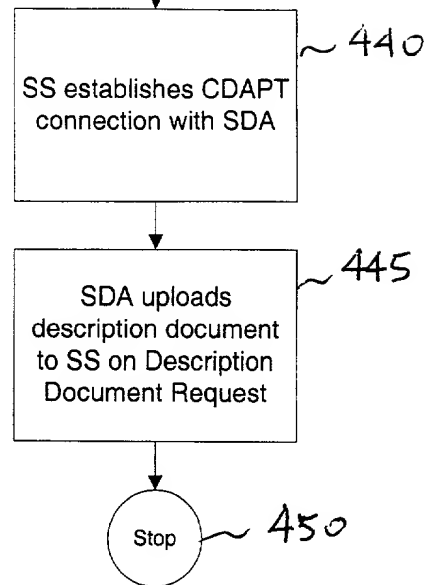 SS establishes CDAPT
connection with SDA
440
SDA uploads
description document
to SS on Description
Document Request
445
Stop
450